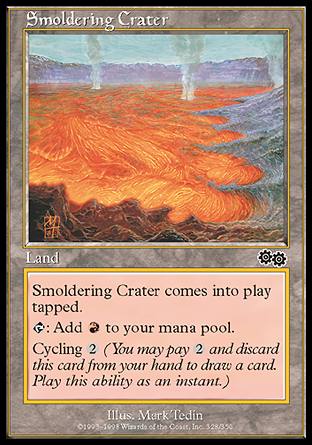 Smoldering Crater
Land
Smoldering Crater comes into play
tapped.
: Add to your mana pool.
Cycling 2 (You may pay 2 and discard
this card from your hand to draw a card.
Play this ability as an instant.)
Illus. Mark Tedin
©1993-1998 Wizards of the Coast, Inc. 328/350